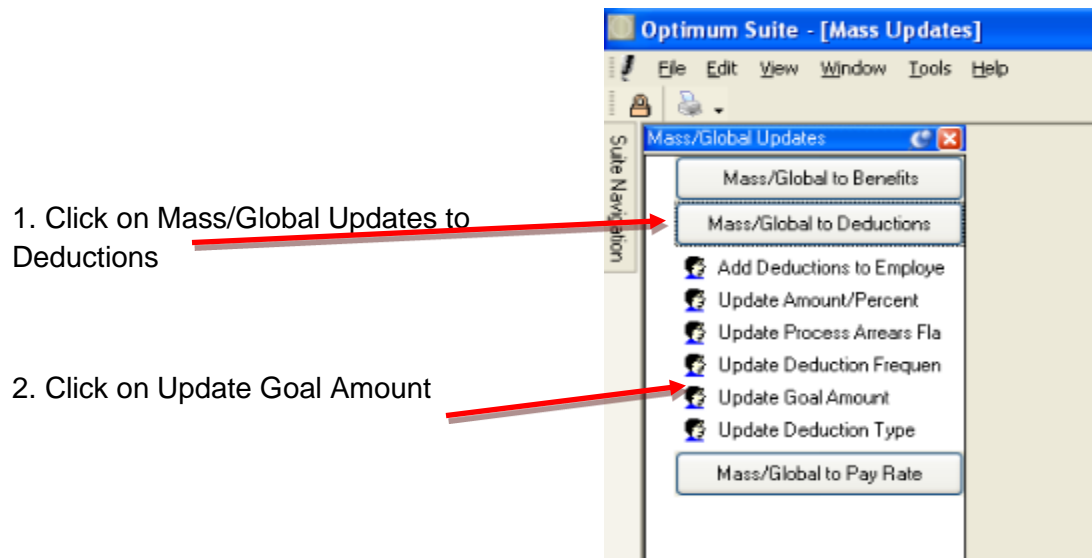 Optimum Suite - [Mass Updates]
File Edit View Window Tools Help
Suite Navigation
Mass/Global Updates
Mass/Global to Benefits
1. Click on Mass/Global Updates to
Deductions
Mass/Global to Deductions
Add Deductions to Employe
Update Amount/Percent
Update Process Arrears Fla
Update Deduction Frequen
2. Click on Update Goal Amount
Update Goal Amount
Update Deduction Type
Mass/Global to Pay Rate